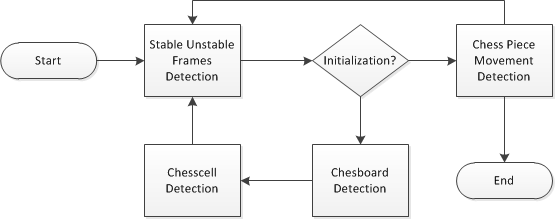 Start
Stable Unstable
Frames
Detection
Initialization?
Chess Piece
Movement
Detection
Chesscell
Detection
Chesboard
Detection
End